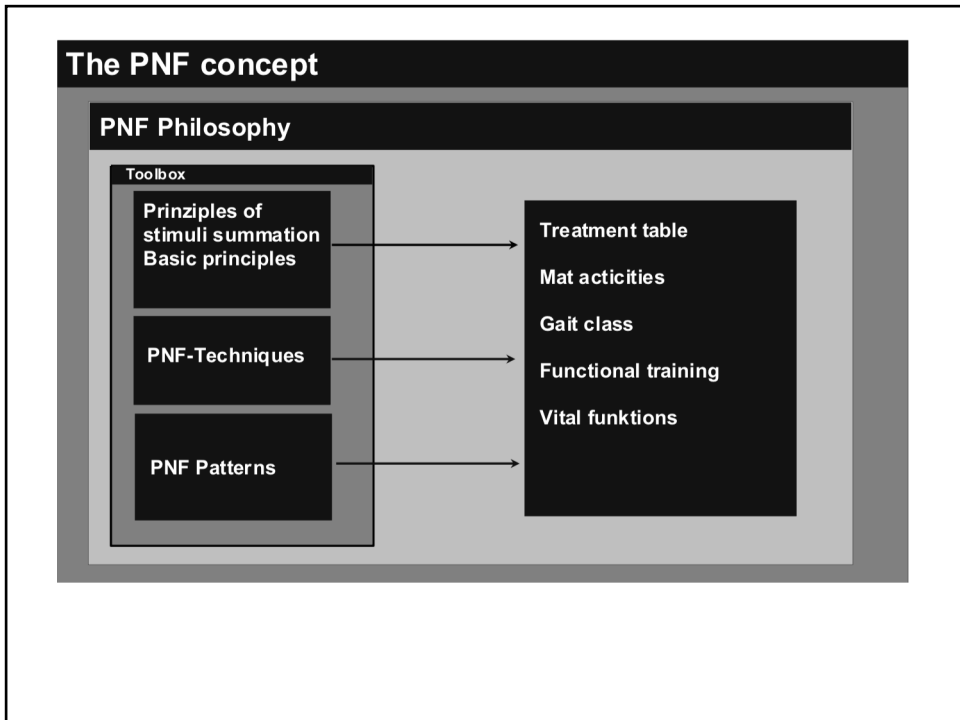 The PNF concept
PNF Philosophy
Toolbox
Prinziples of
stimuli summation
Basic principles
PNF-Techniques
PNF Patterns
Treatment table
Mat acticities
Gait class
Functional training
Vital funktions